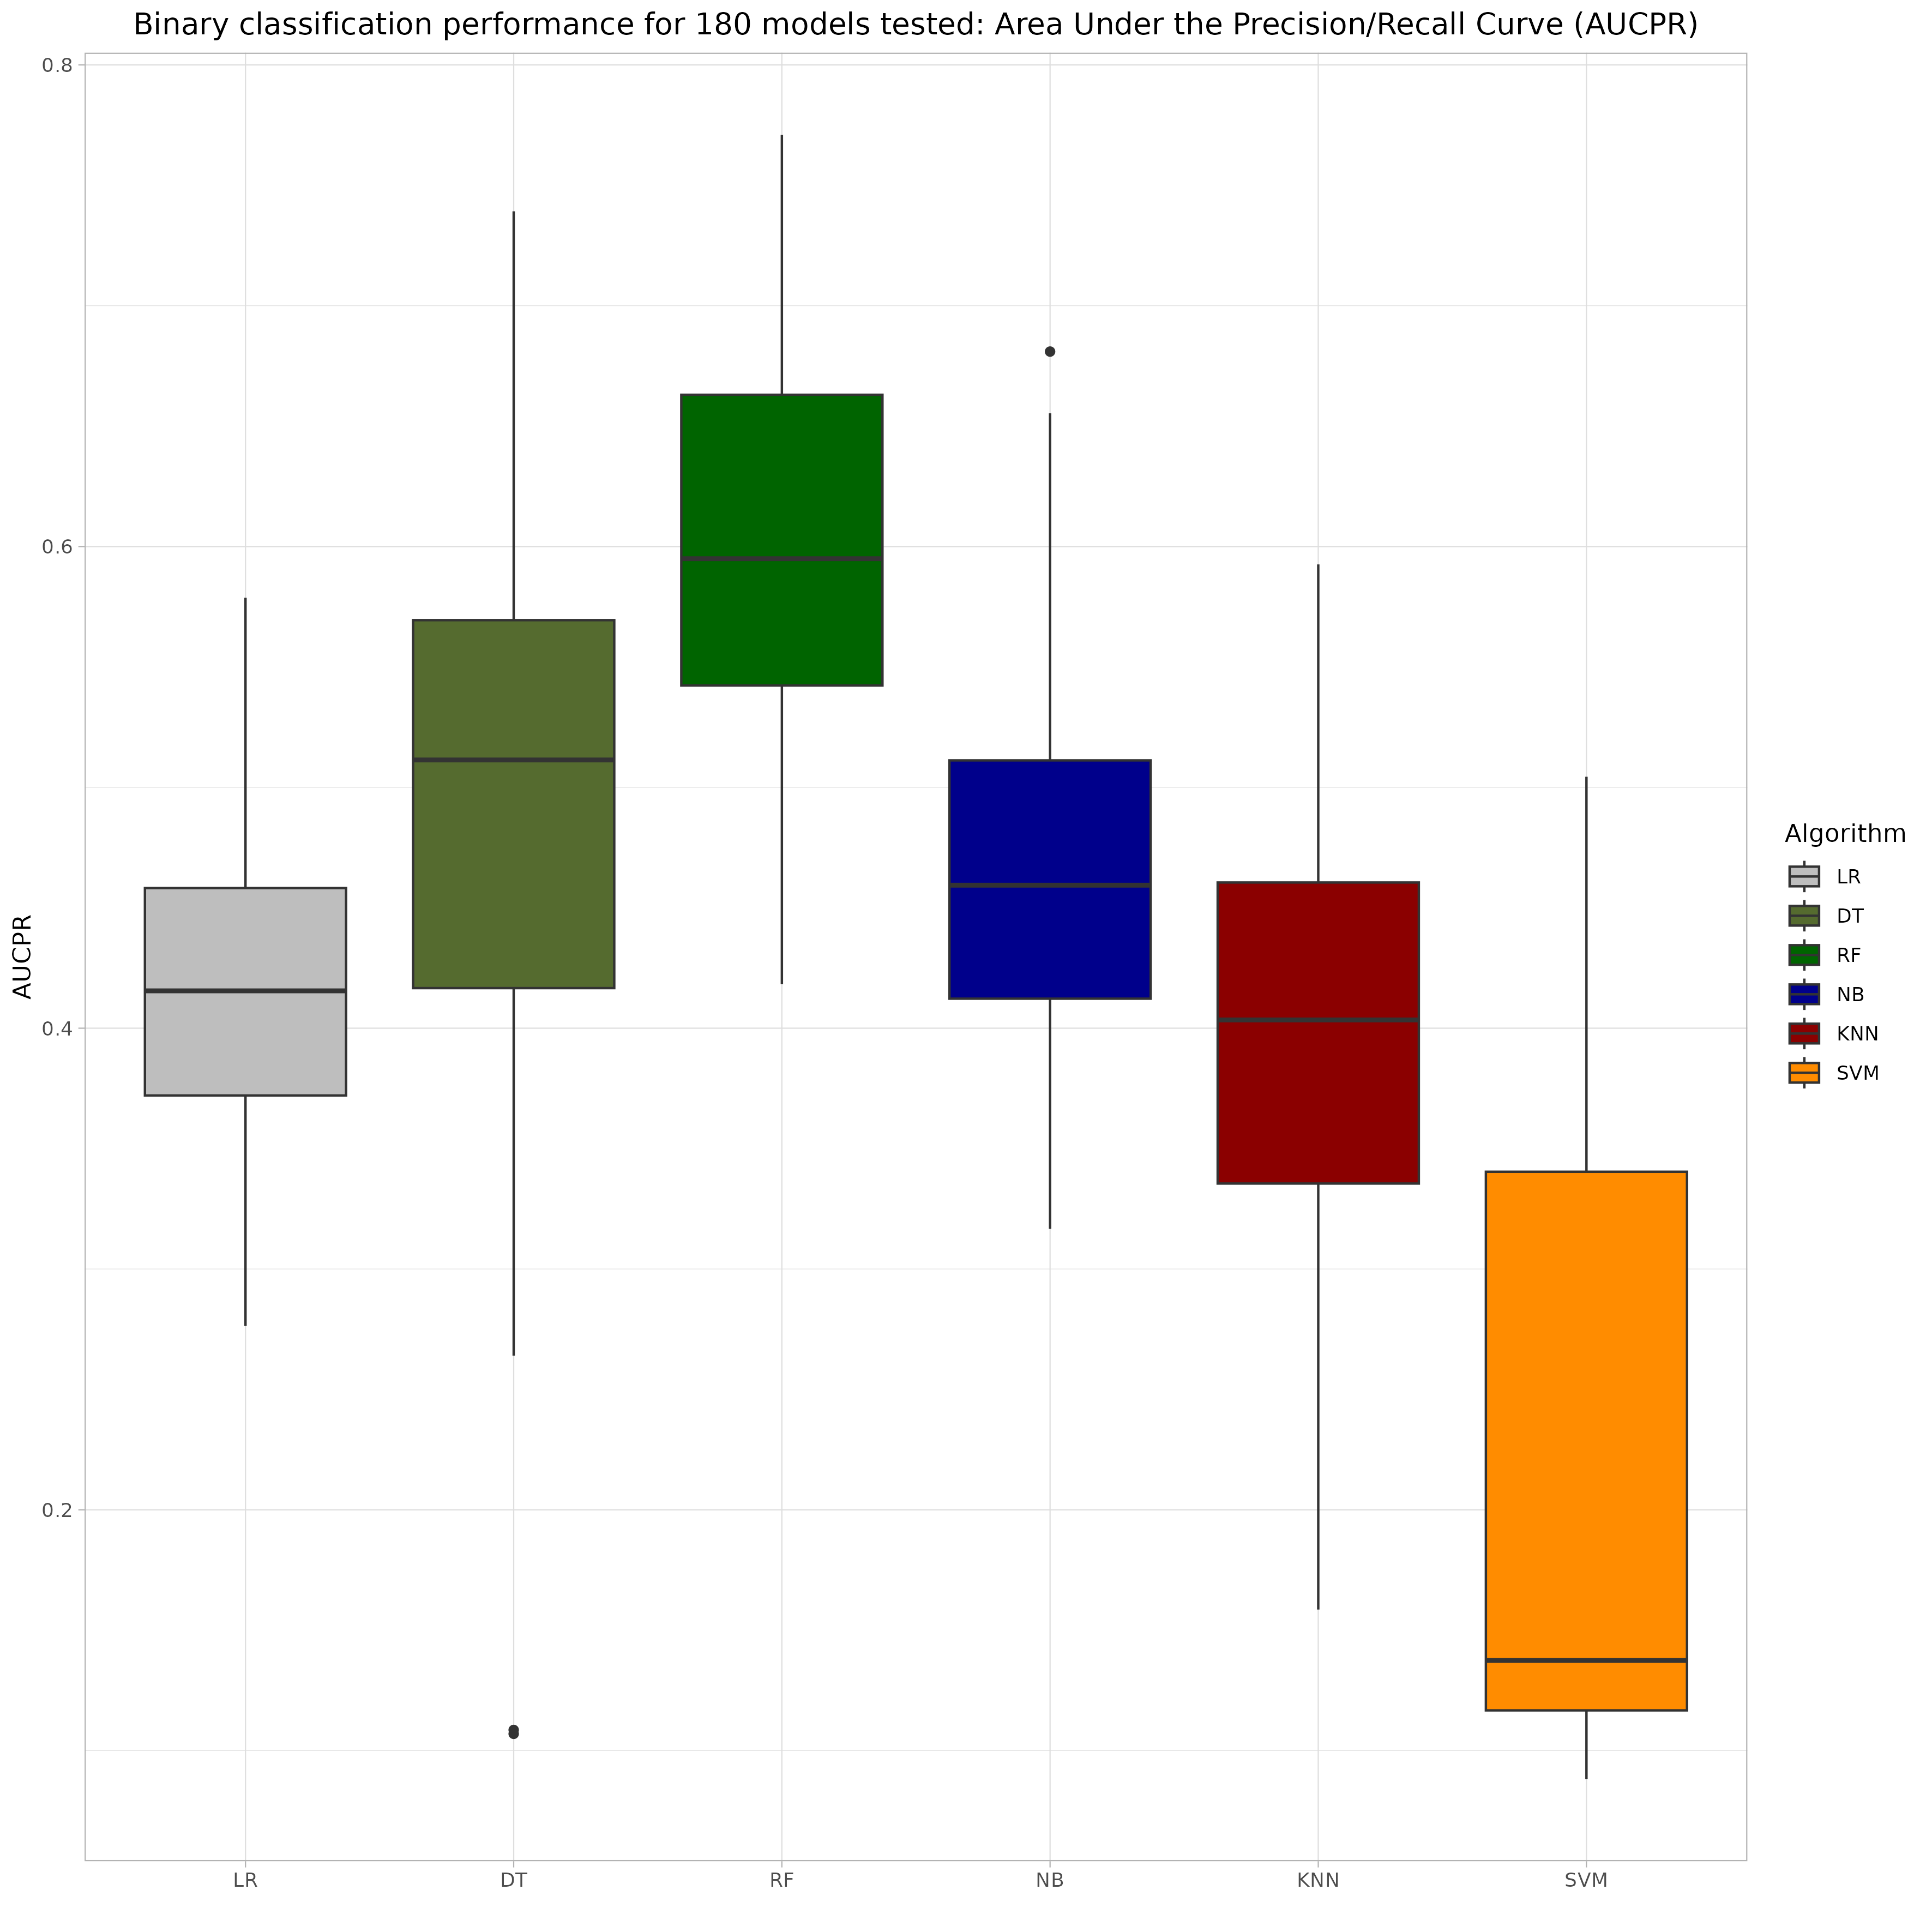 Binary classification performance for 180 models tested: Area Under the Precision/Recall Curve (AUCPR)
0.8
0.6
0.4
0.2
AUCPR
LR
DT
RF
NB
KNN
SVM
Algorithm
LR
DT
RF
NB
KNN
SVM